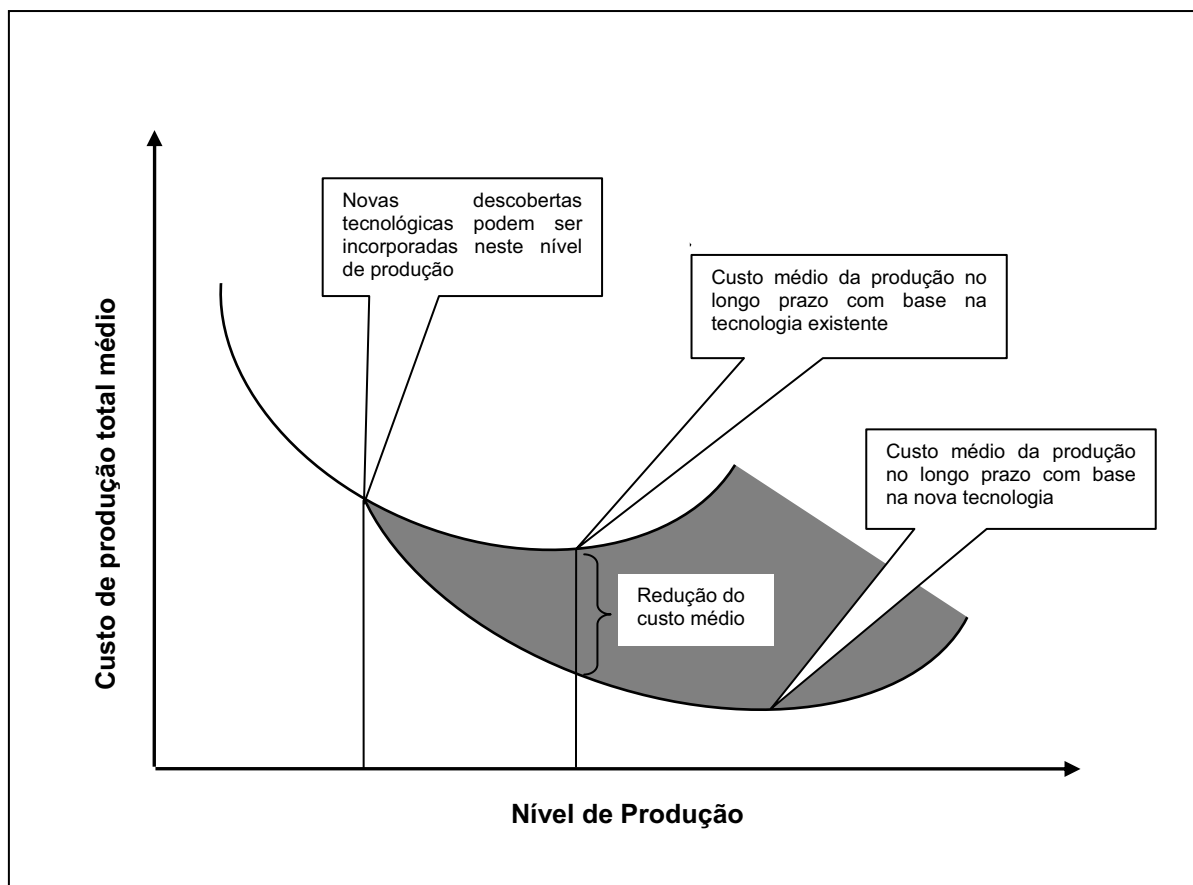 Novas descobertas
tecnológicas podem ser
incorporadas neste nível
de produção
Custo médio da produção no
longo prazo com base na
tecnologia existente
Custo médio da produção
no longo prazo com base
na nova tecnologia
Redução do
custo médio
Custo de produção total médio
Nível de Produção